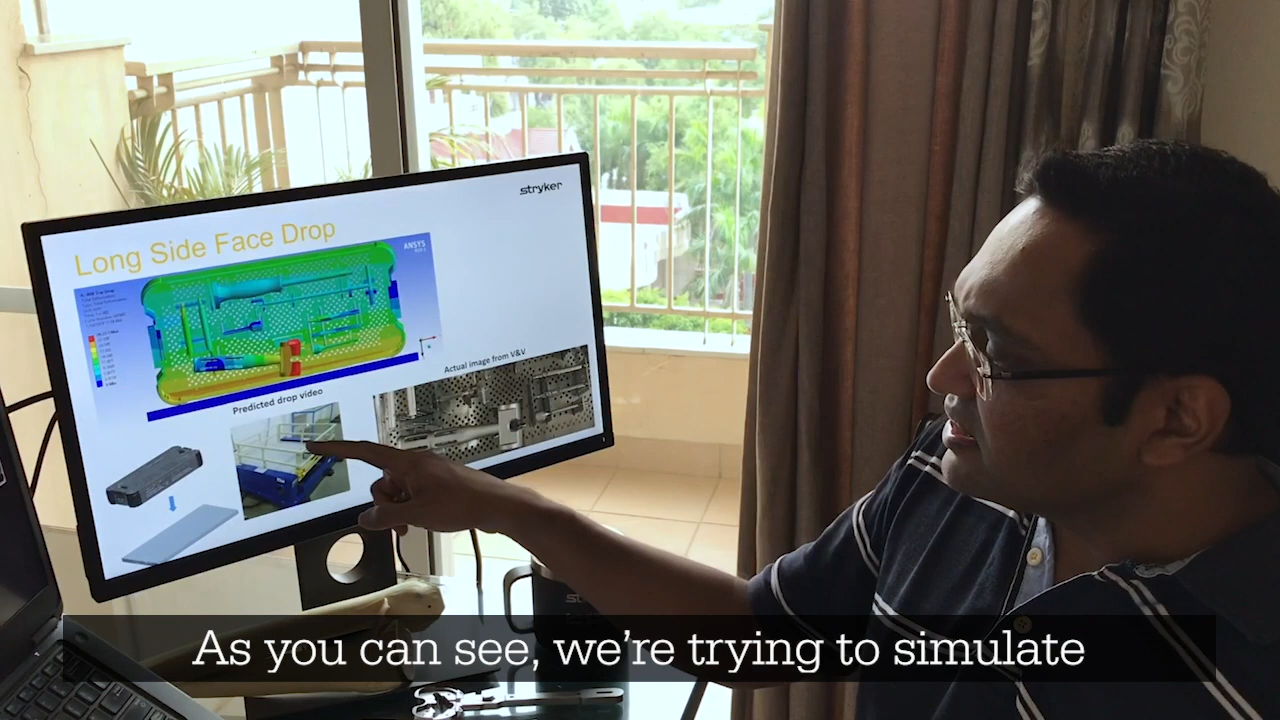 stryker
Long Side Face Drop
ANSYS
Actual image from V&V
Predicted drop video
As you can see, we're trying to simulate